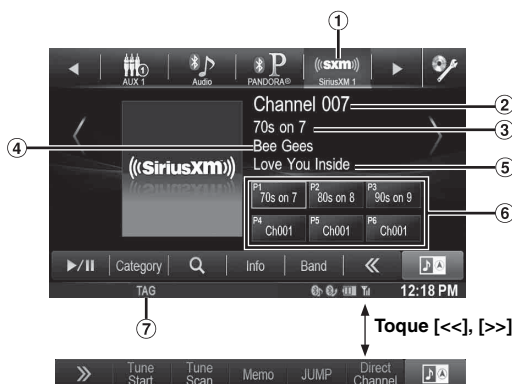 ①
((sxm))
AUX 1 Audio PANDORA® SiriusXM 1
Channel 007 ②
70s on 7 ③
④ Bee Gees
Love You Inside ⑤
((SiriusXM))
P1 70s on 7 P2 80s on 8 P3 90s on 9
P4 Ch001 P5 Ch001 P6 Ch001 ⑥
Category Info Band
TAG 12:18 PM
⑦
Toque [<<], [>>]
Tune Start Tune Scan Memo JUMP Direct Channel